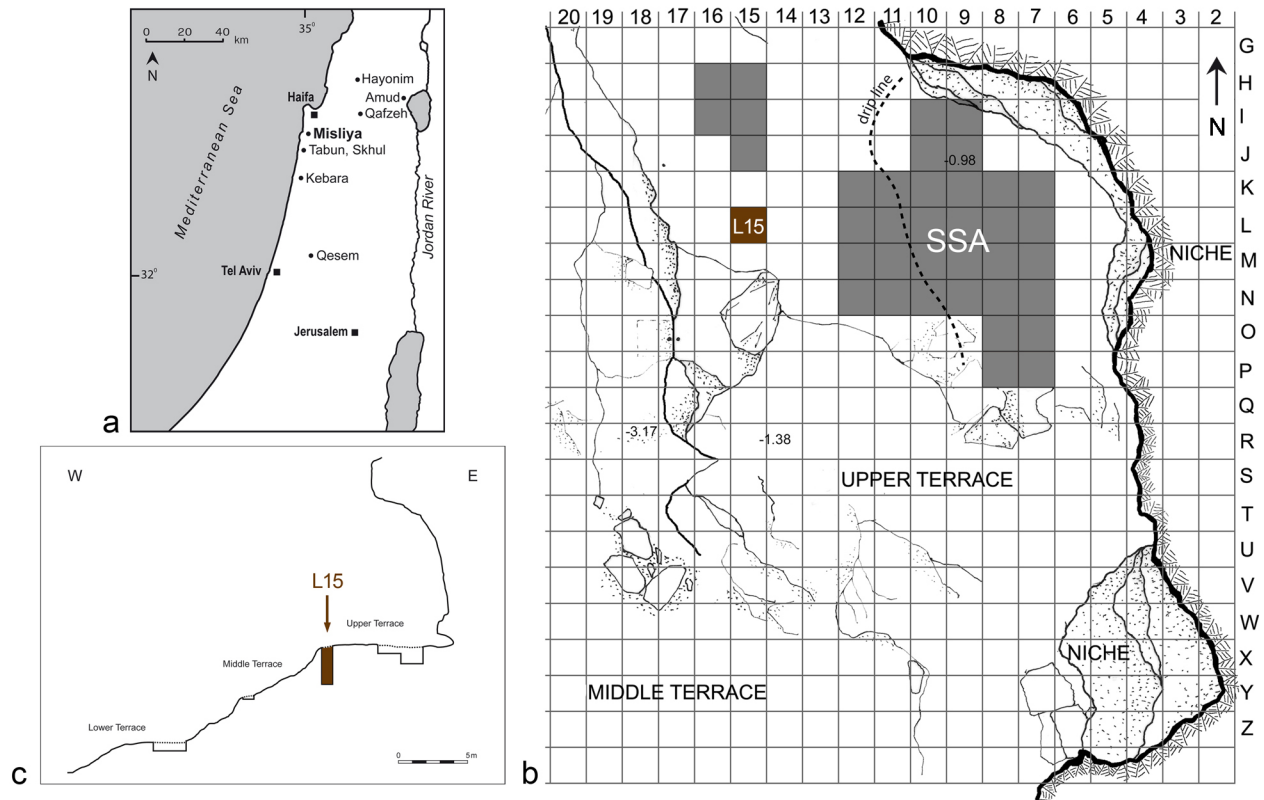 35°
0 20 40 km
N
Hayonim
Amud
Haifa
Qafzeh
Misliya
Tabun, Skhul
Kebara
Mediterranean Sea
Jordan River
Qesem
32°
Tel Aviv
Jerusalem
a
W E
L15
Upper Terrace
Middle Terrace
Lower Terrace
0 5m
c
20 19 18 17 16 15 14 13 12 11 10 9 8 7 6 5 4 3 2
G
H
I
J
K
L
M
N
O
P
Q
R
S
T
U
V
W
X
Y
Z
N
drip line
-0.98
L15
SSA
NICHE
-3.17
-1.38
UPPER TERRACE
NICHE
MIDDLE TERRACE
b